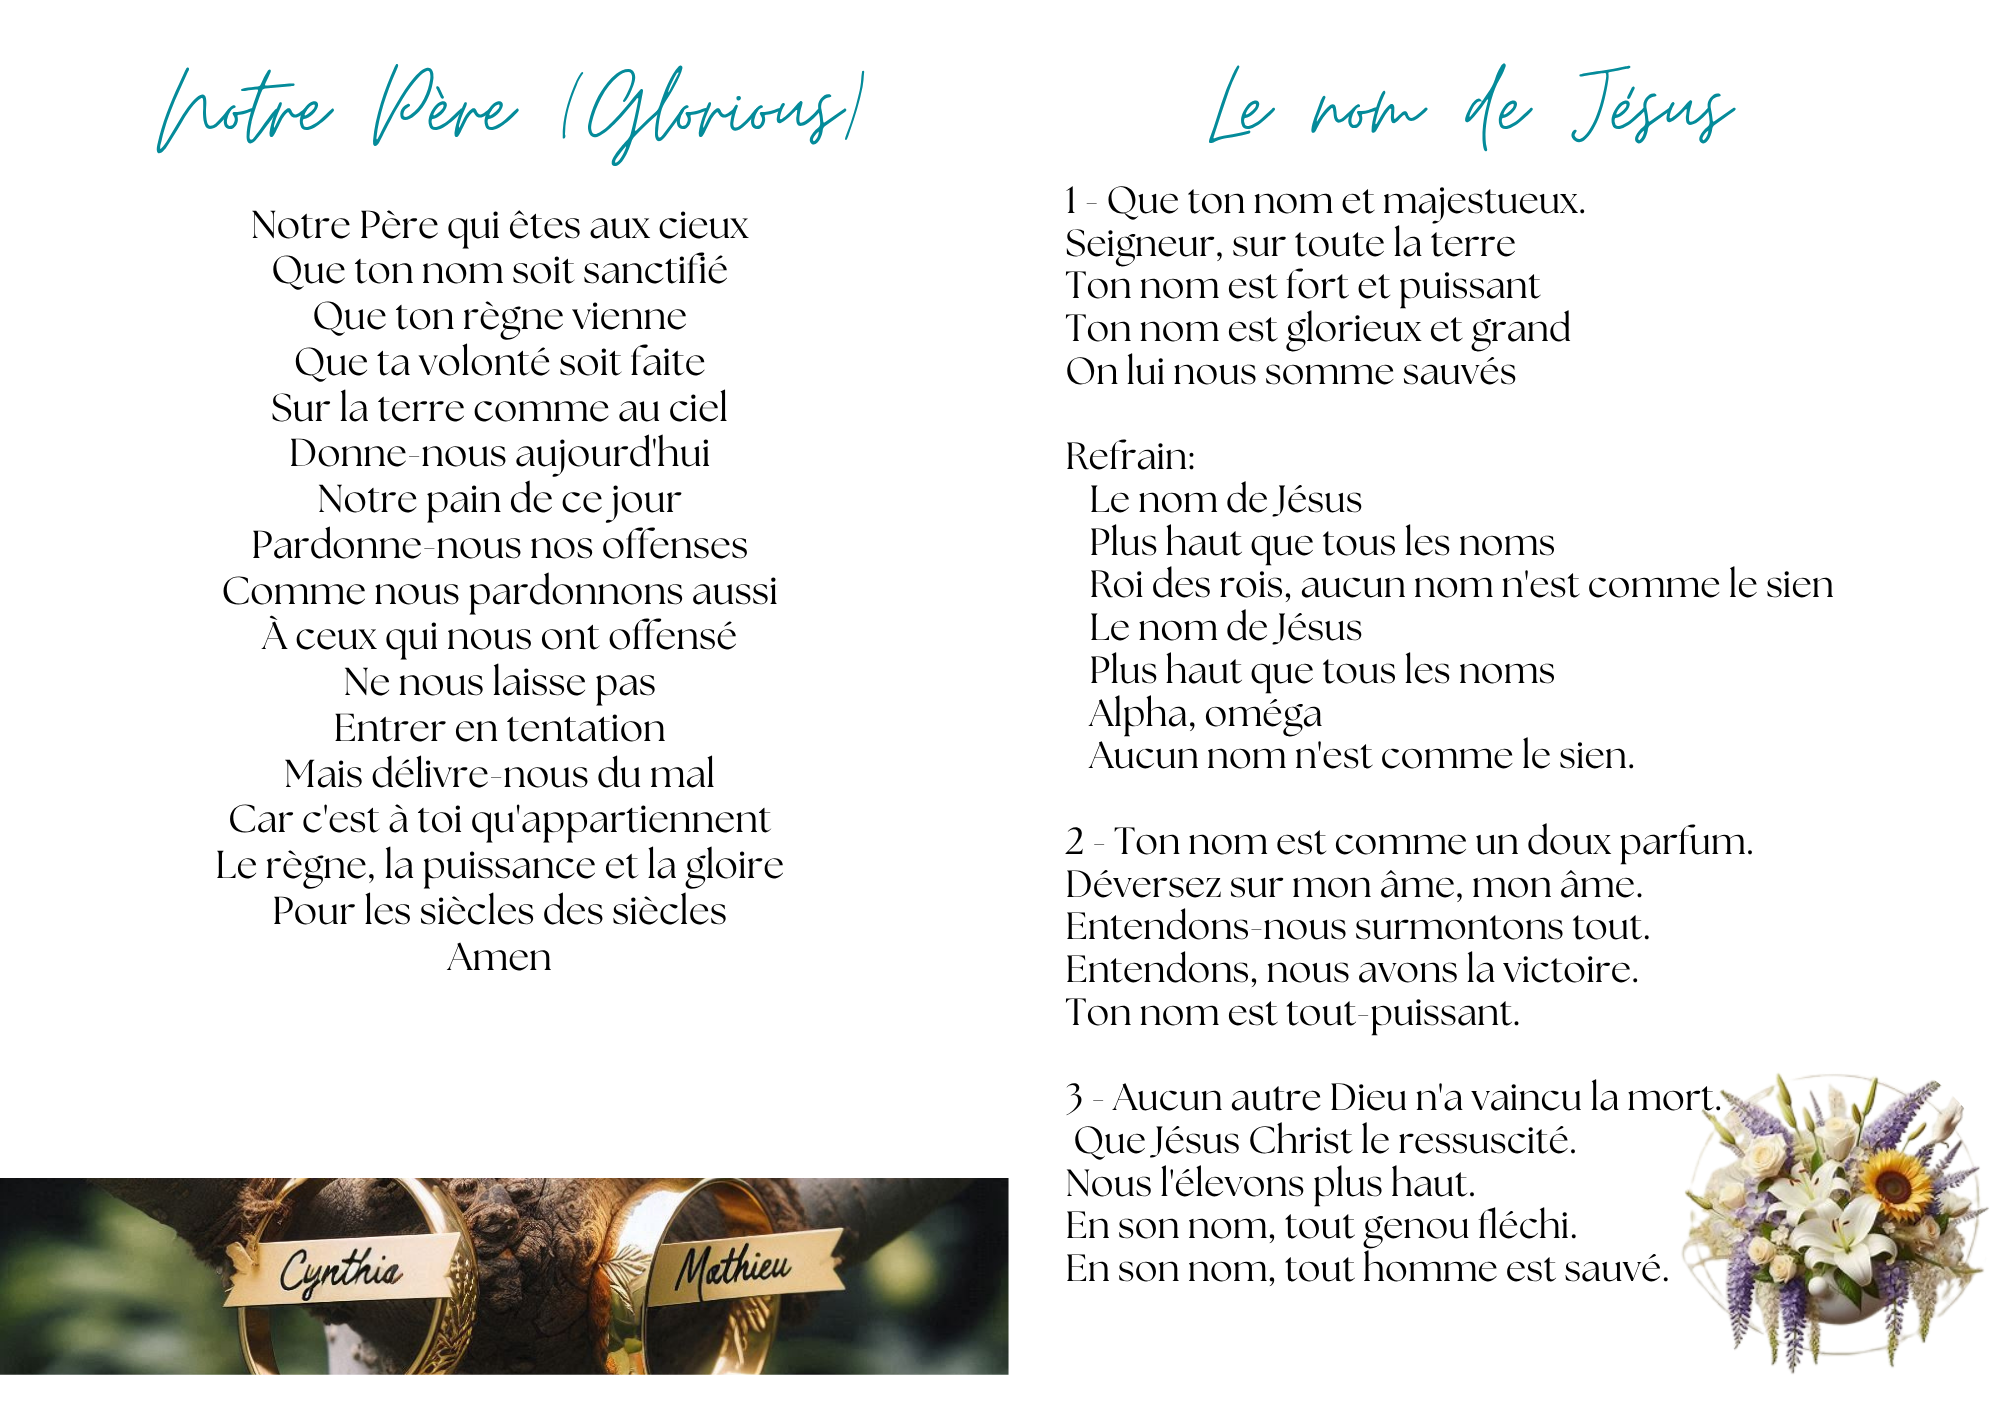 Notre Père (Glorious)
Notre Père qui êtes aux cieux
Que ton nom soit sanctifié
Que ton règne vienne
Que ta volonté soit faite
Sur la terre comme au ciel
Donne-nous aujourd'hui
Notre pain de ce jour
Pardonne-nous nos offenses
Comme nous pardonnons aussi
À ceux qui nous ont offensé
Ne nous laisse pas
Entrer en tentation
Mais délivre-nous du mal
Car c'est à toi qu'appartiennent
Le règne, la puissance et la gloire
Pour les siècles des siècles
Amen
Cynthia
Mathieu
Le nom de Jésus
1 - Que ton nom et majestueux.
Seigneur, sur toute la terre
Ton nom est fort et puissant
Ton nom est glorieux et grand
On lui nous somme sauvés
Refrain:
Le nom de Jésus
Plus haut que tous les noms
Roi des rois, aucun nom n'est comme le sien
Le nom de Jésus
Plus haut que tous les noms
Alpha, oméga
Aucun nom n'est comme le sien.
2 - Ton nom est comme un doux parfum.
Déversez sur mon âme, mon âme.
Entendons-nous surmontons tout.
Entendons, nous avons la victoire.
Ton nom est tout-puissant.
3 - Aucun autre Dieu n'a vaincu la mort.
Que Jésus Christ le ressuscité.
Nous l'élevons plus haut.
En son nom, tout genou fléchi.
En son nom, tout homme est sauvé.